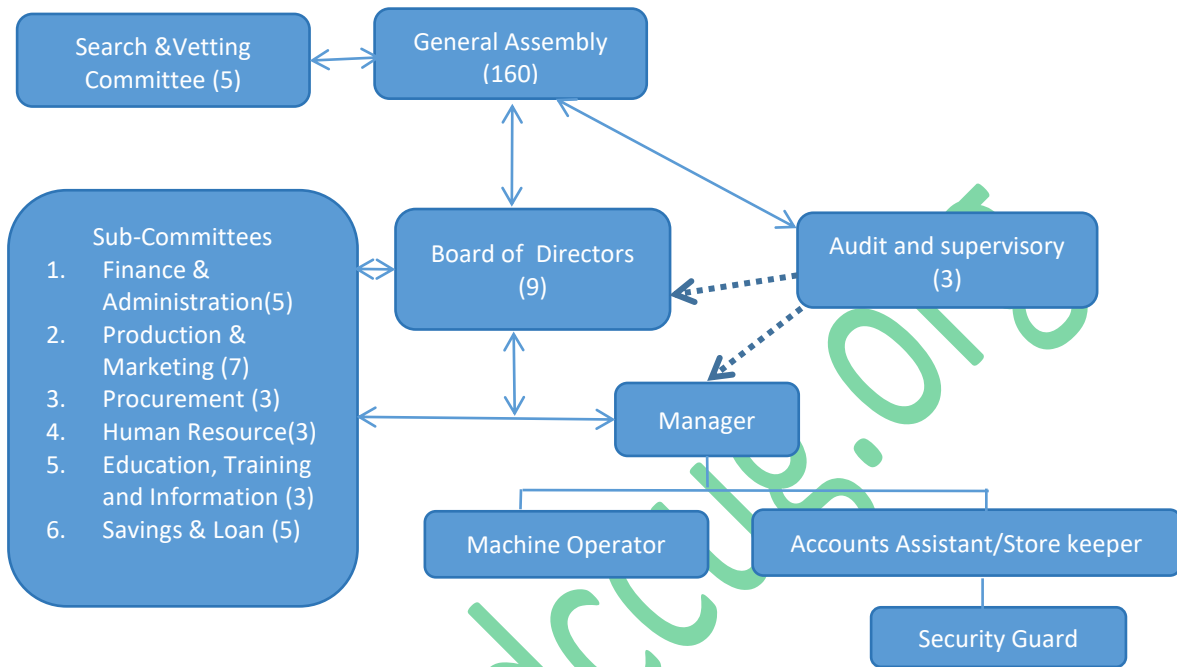 Search &Vetting
Committee (5)
General Assembly
(160)
Sub-Committees
1. Finance &
Administration(5)
2. Production &
Marketing (7)
3. Procurement (3)
4. Human Resource(3)
5. Education, Training
and Information (3)
6. Savings & Loan (5)
Board of Directors
(9)
Audit and supervisory
(3)
Manager
Machine Operator
Accounts Assistant/Store keeper
Security Guard